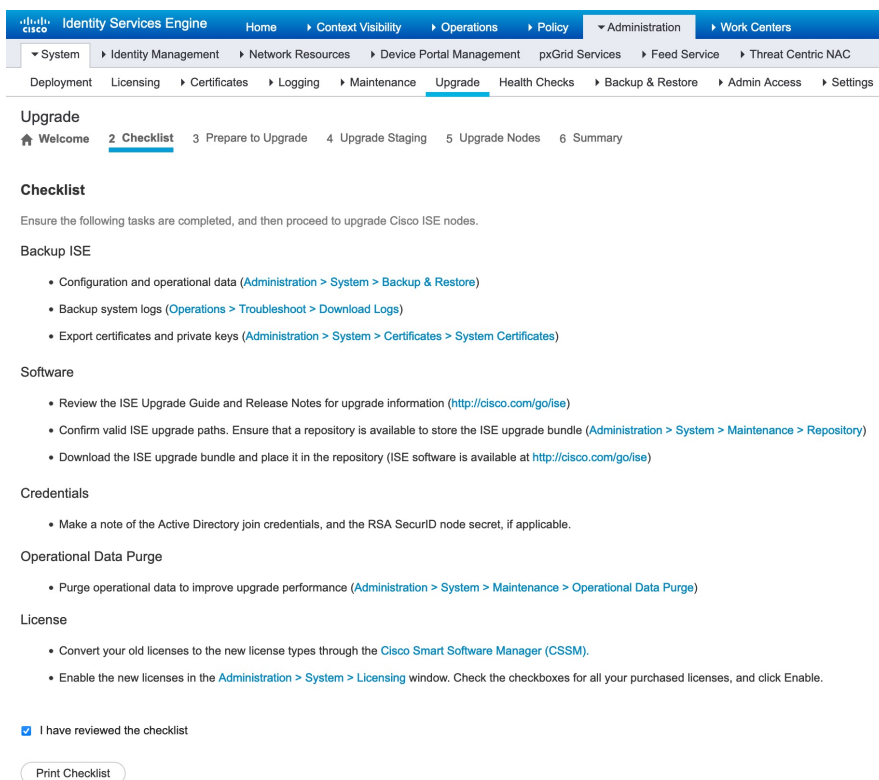 cisco Identity Services Engine Home Context Visibility Operations Policy Administration Work Centers
System Identity Management Network Resources Device Portal Management pxGrid Services Feed Service Threat Centric NAC
Deployment Licensing Certificates Logging Maintenance Upgrade Health Checks Backup & Restore Admin Access Settings
Upgrade
Welcome 2 Checklist 3 Prepare to Upgrade 4 Upgrade Staging 5 Upgrade Nodes 6 Summary
Checklist
Ensure the following tasks are completed, and then proceed to upgrade Cisco ISE nodes.
Backup ISE
• Configuration and operational data (Administration > System > Backup & Restore)
• Backup system logs (Operations > Troubleshoot > Download Logs)
• Export certificates and private keys (Administration > System > Certificates > System Certificates)
Software
• Review the ISE Upgrade Guide and Release Notes for upgrade information (http://cisco.com/go/ise)
• Confirm valid ISE upgrade paths. Ensure that a repository is available to store the ISE upgrade bundle (Administration > System > Maintenance > Repository)
• Download the ISE upgrade bundle and place it in the repository (ISE software is available at http://cisco.com/go/ise)
Credentials
• Make a note of the Active Directory join credentials, and the RSA SecurID node secret, if applicable.
Operational Data Purge
• Purge operational data to improve upgrade performance (Administration > System > Maintenance > Operational Data Purge)
License
• Convert your old licenses to the new license types through the Cisco Smart Software Manager (CSSM).
• Enable the new licenses in the Administration > System > Licensing window. Check the checkboxes for all your purchased licenses, and click Enable.
I have reviewed the checklist
Print Checklist